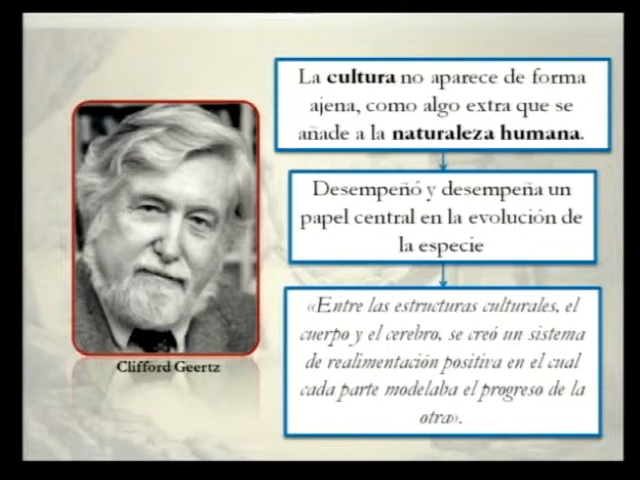 La cultura no aparece de forma
ajena, como algo extra que se
añade a la naturaleza humana.
Desempeñó y desempeña un
papel central en la evolución de
la especie
«Entre las estructuras culturales, el
cuerpo y el cerebro, se creó un sistema
de realimentación positiva en el cual
cada parte modelaba el progreso de la
otra».
Clifford Geertz